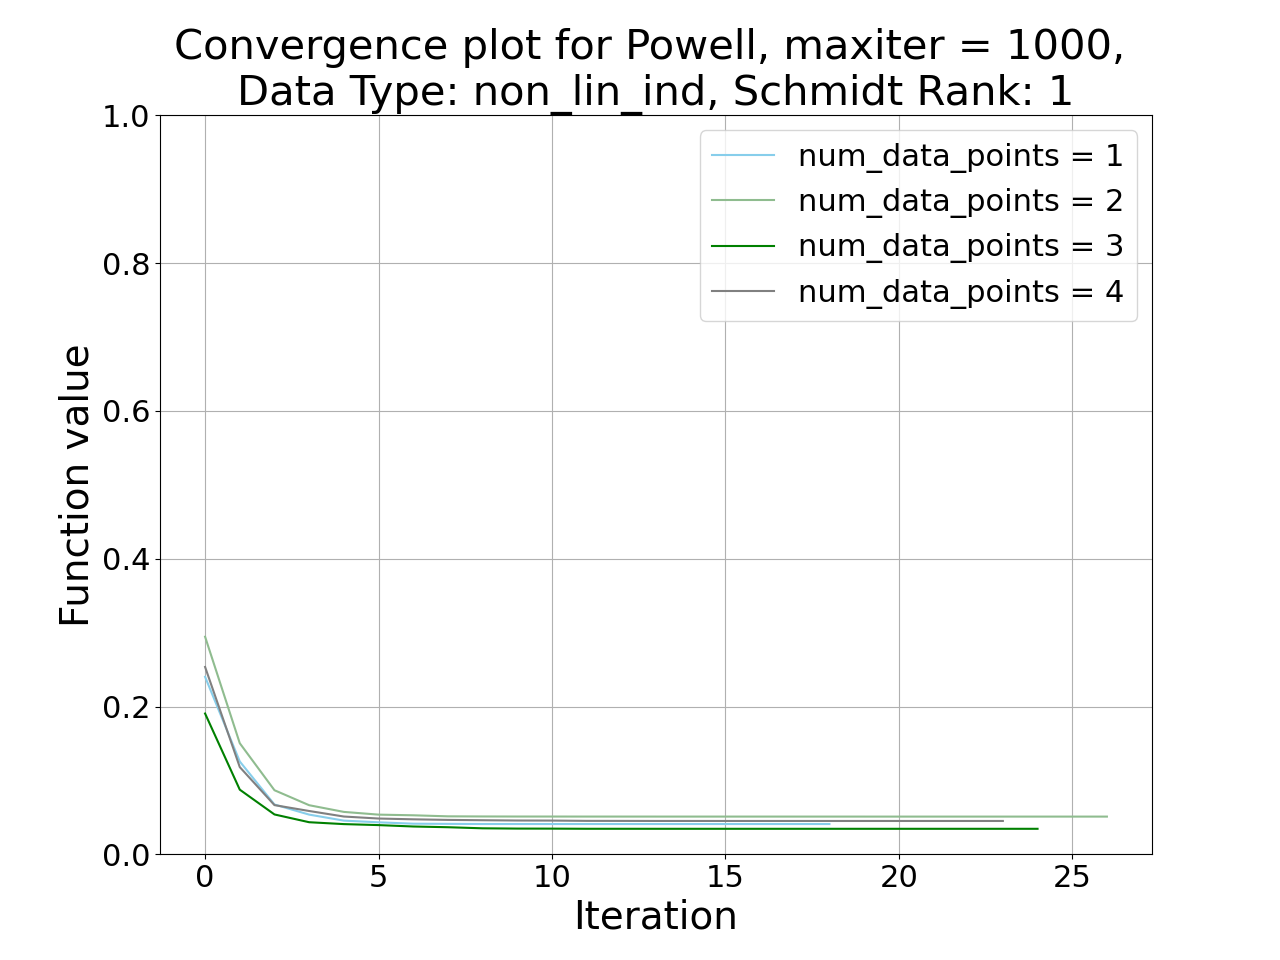 Convergence plot for Powell, maxiter = 1000,
Data Type: non_lin_ind, Schmidt Rank: 1
num_data_points = 1
num_data_points = 2
num_data_points = 3
num_data_points = 4
Function value
1.0
0.8
0.6
0.4
0.2
0.0
0 5 10 15 20 25
Iteration